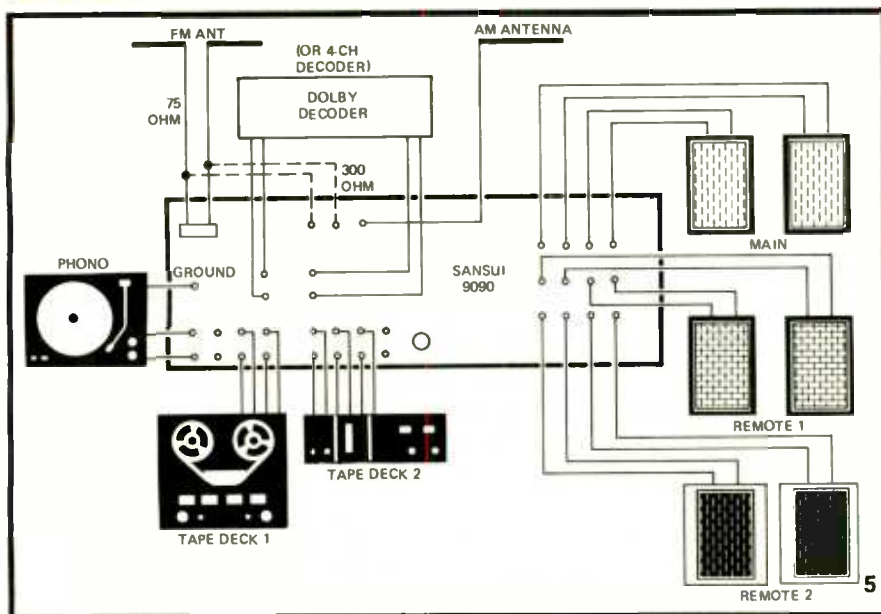 FM ANT
AM ANTENNA
(OR 4-CH
DECODER)
DOLBY
DECODER
75
OHM
300
OHM
MAIN
PHONO
GROUND
SANSUI
9090
REMOTE 1
TAPE DECK 2
TAPE DECK 1
REMOTE 2
5